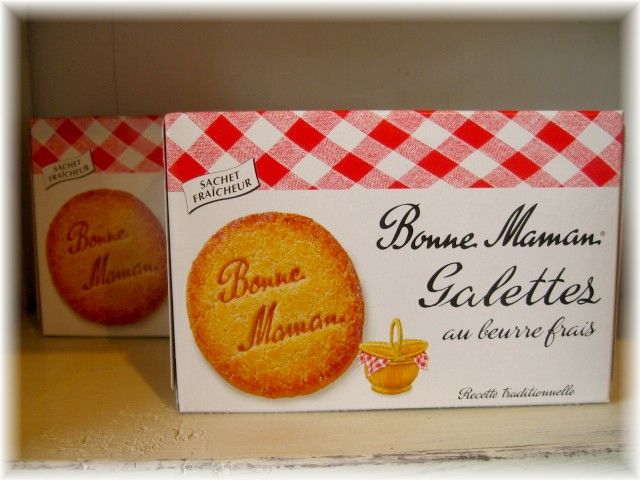 SACHET
FRAÎCHEUR
Bonne
Maman
SACHET
FRAÎCHEUR
Bonne
Maman
Bonne Maman®
Galettes
au beurre frais
Recette traditionnelle